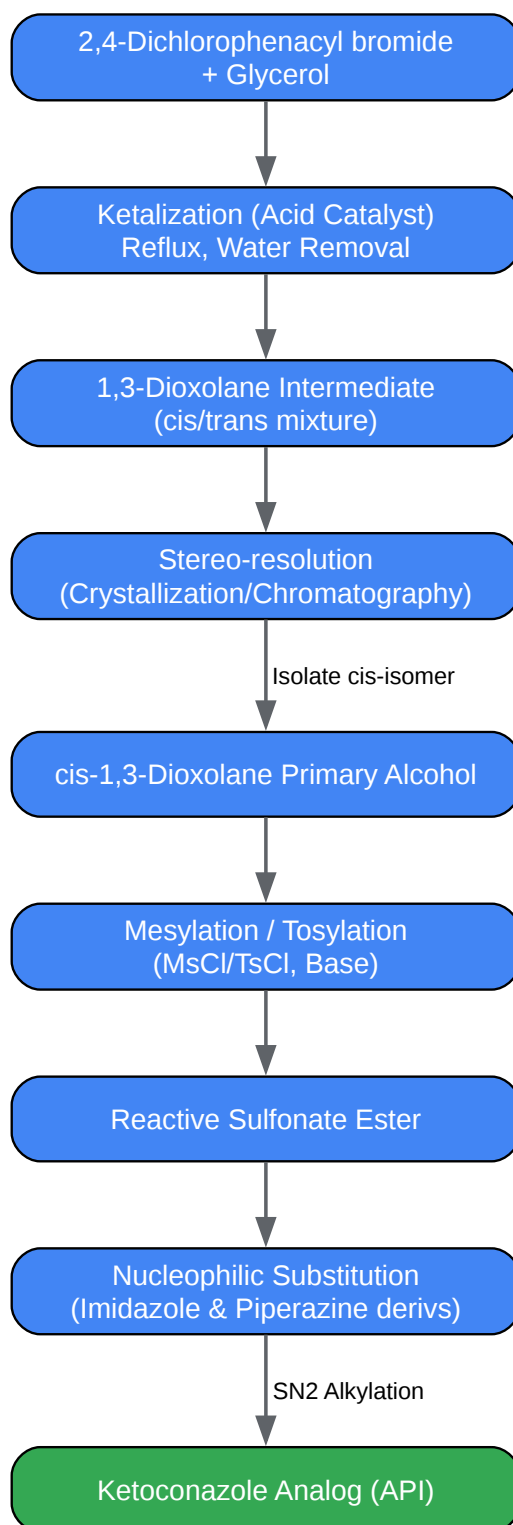 2,4-Dichlorophenacyl bromide
+ Glycerol
Ketalization (Acid Catalyst)
Reflux, Water Removal
1,3-Dioxolane Intermediate
(cis/trans mixture)
Stereo-resolution
(Crystallization/Chromatography)
Isolate cis-isomer
cis-1,3-Dioxolane Primary Alcohol
Mesylation / Tosylation
(MsCl/TsCl, Base)
Reactive Sulfonate Ester
Nucleophilic Substitution
(Imidazole & Piperazine derivs)
SN2 Alkylation
Ketoconazole Analog (API)